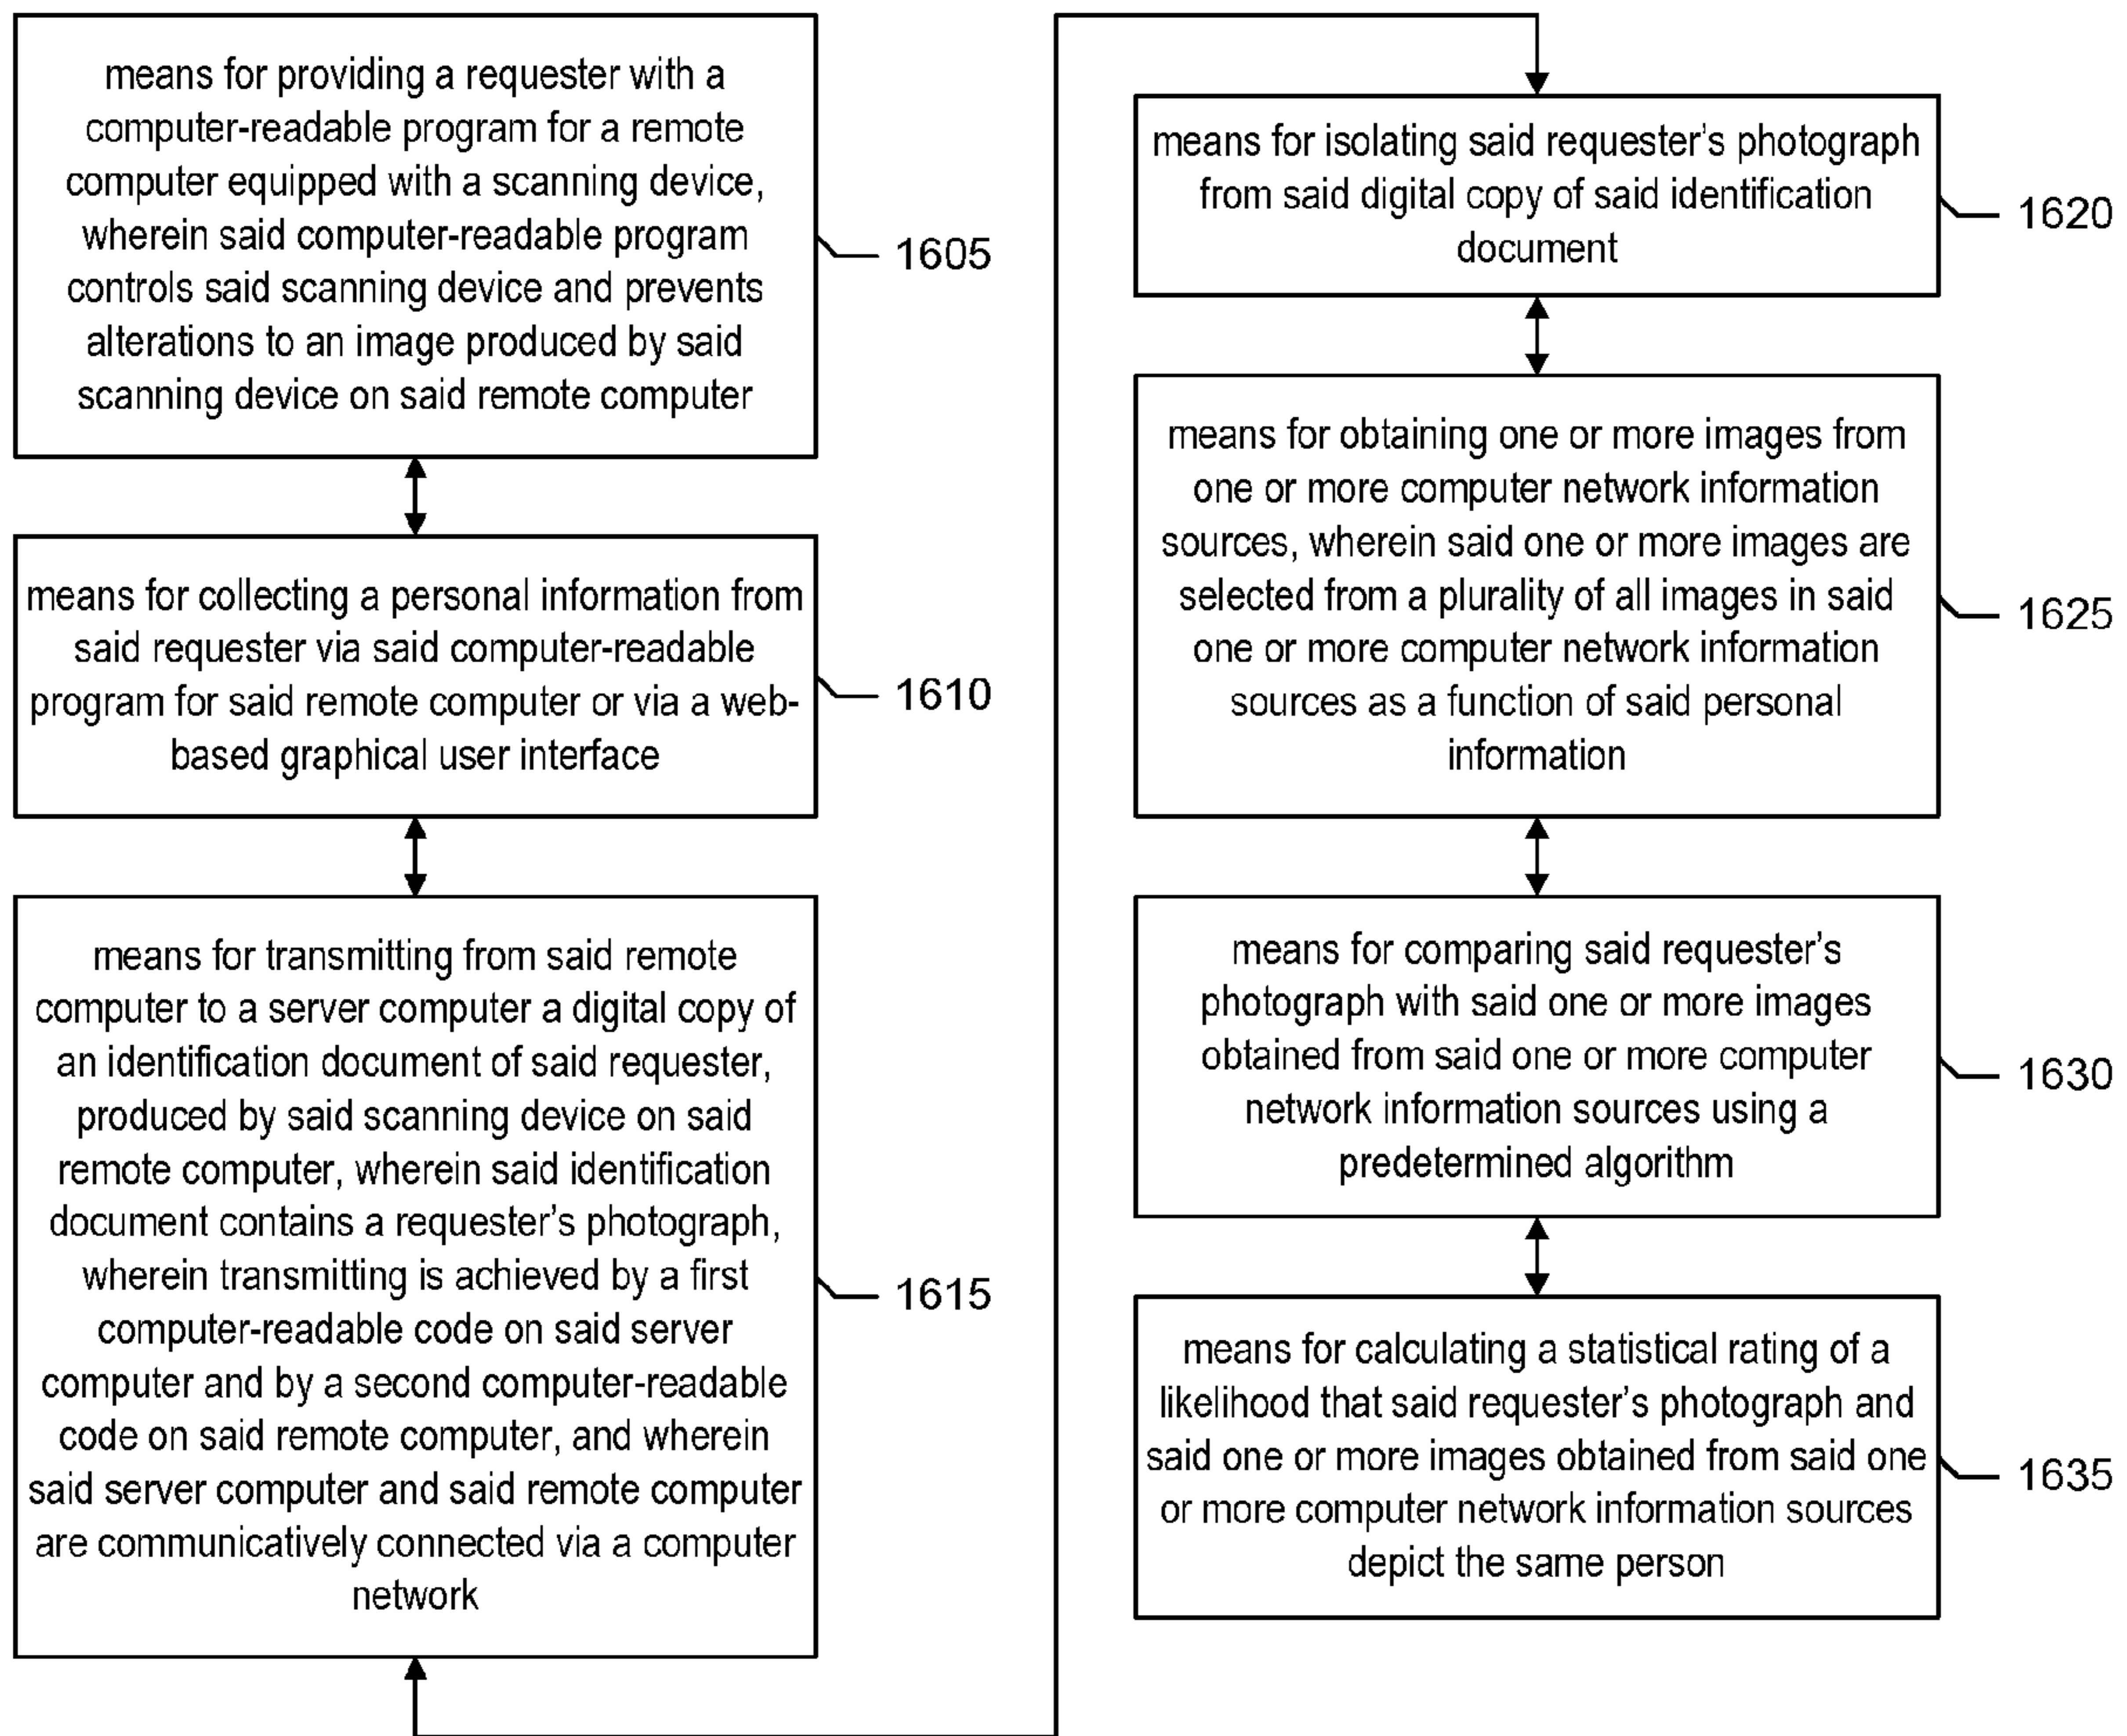 means for providing a requester with a
computer-readable program for a remote
computer equipped with a scanning device,
wherein said computer-readable program
controls said scanning device and prevents
alterations to an image produced by said
scanning device on said remote computer
1605
means for collecting a personal information from
said requester via said computer-readable
program for said remote computer or via a web-
based graphical user interface
1610
means for transmitting from said remote
computer to a server computer a digital copy of
an identification document of said requester,
produced by said scanning device on said
remote computer, wherein said identification
document contains a requester’s photograph,
wherein transmitting is achieved by a first
computer-readable code on said server
computer and by a second computer-readable
code on said remote computer, and wherein
said server computer and said remote computer
are communicatively connected via a computer
network
1615
means for isolating said requester’s photograph
from said digital copy of said identification
document
1620
means for obtaining one or more images from
one or more computer network information
sources, wherein said one or more images are
selected from a plurality of all images in said
one or more computer network information
sources as a function of said personal
information
1625
means for comparing said requester’s
photograph with said one or more images
obtained from said one or more computer
network information sources using a
predetermined algorithm
1630
means for calculating a statistical rating of a
likelihood that said requester’s photograph and
said one or more images obtained from said one
or more computer network information sources
depict the same person
1635